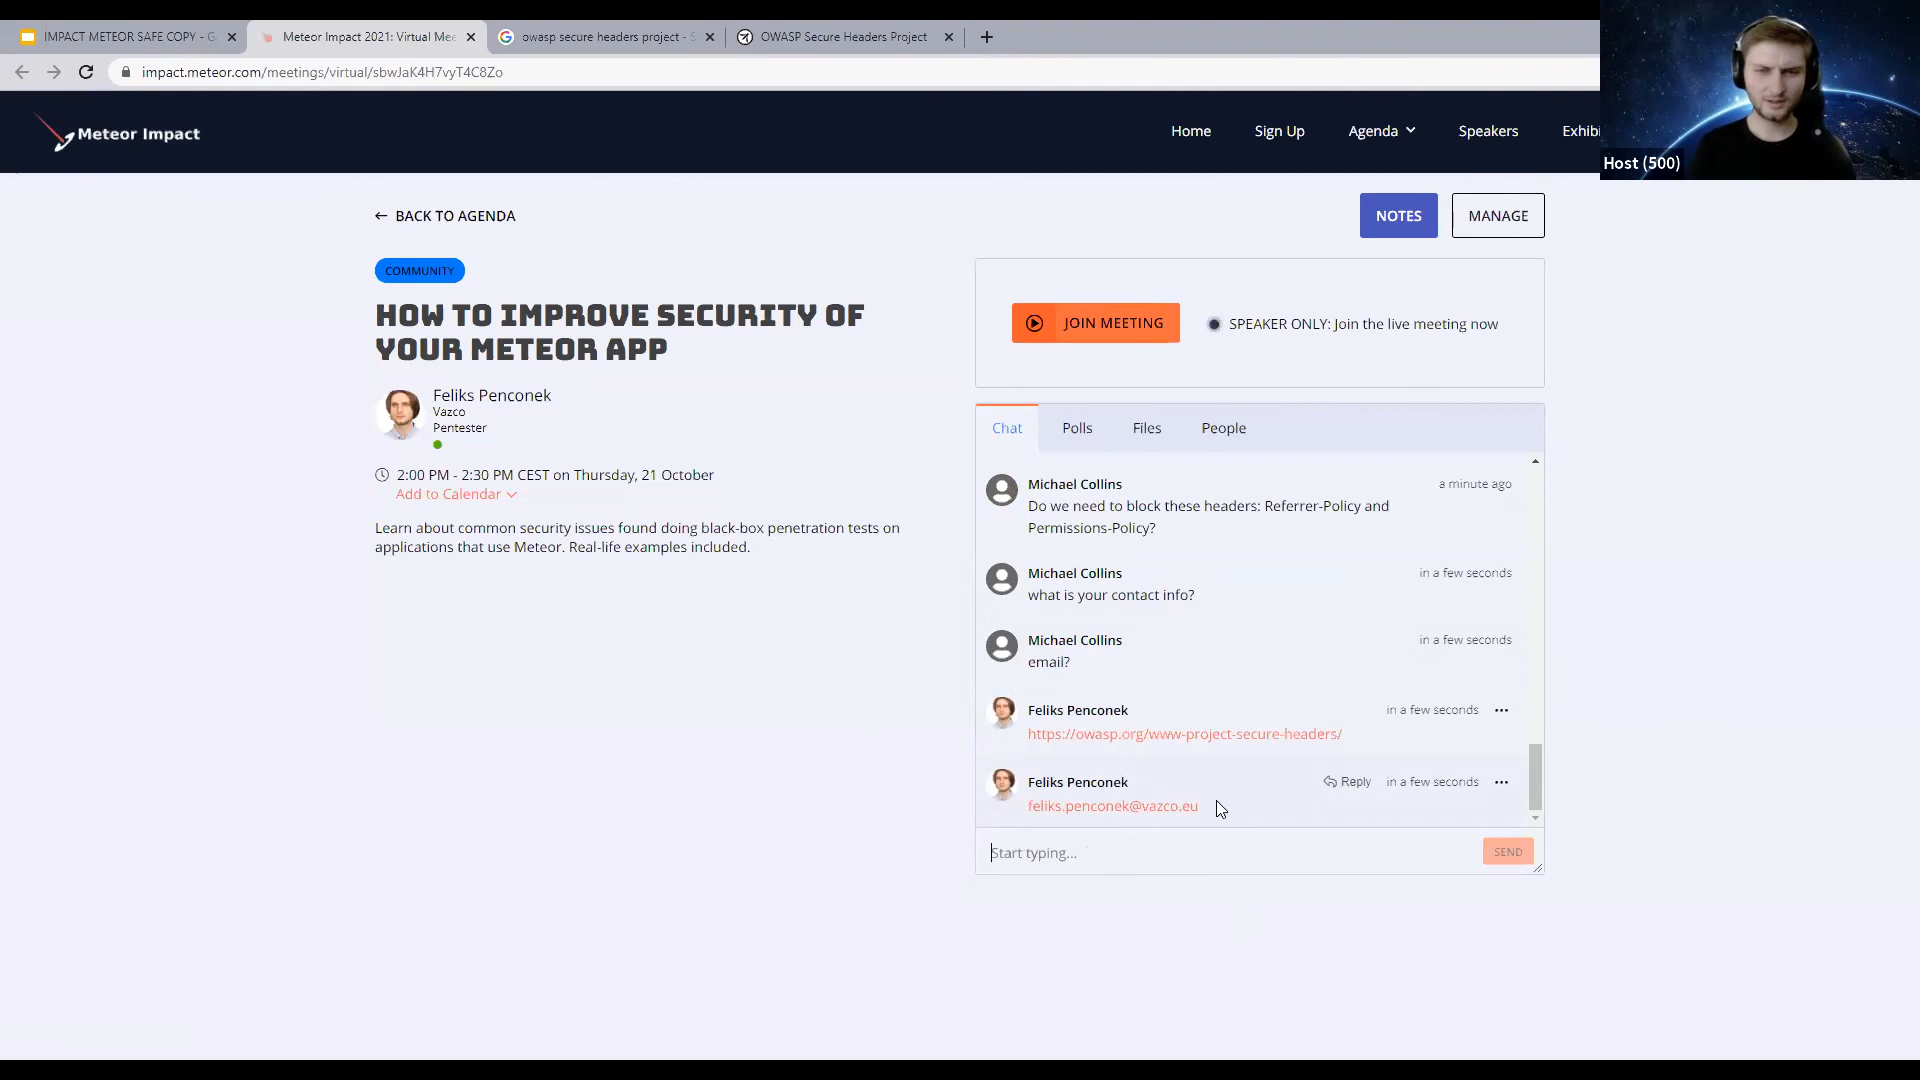 IMPACT METEOR SAFE COPY - G
Meteor Impact 2021: Virtual Mee
owasp secure headers project - S
OWASP Secure Headers Project
impact.meteor.com/meetings/virtual/sbwJaK4H7vyT4C8Zo
Meteor Impact
Home
Sign Up
Agenda
Speakers
Exhibi
Host (500)
← BACK TO AGENDA
NOTES
MANAGE
COMMUNITY
HOW TO IMPROVE SECURITY OF
YOUR METEOR APP
Feliks Penconek
Vazco
Pentester
2:00 PM - 2:30 PM CEST on Thursday, 21 October
Add to Calendar
Learn about common security issues found doing black-box penetration tests on
applications that use Meteor. Real-life examples included.
JOIN MEETING
SPEAKER ONLY: Join the live meeting now
Chat
Polls
Files
People
Michael Collins
a minute ago
Do we need to block these headers: Referrer-Policy and
Permissions-Policy?
Michael Collins
in a few seconds
what is your contact info?
Michael Collins
in a few seconds
email?
Feliks Penconek
in a few seconds
https://owasp.org/www-project-secure-headers/
Feliks Penconek
Reply
in a few seconds
feliks.penconek@vazco.eu
Start typing...
SEND